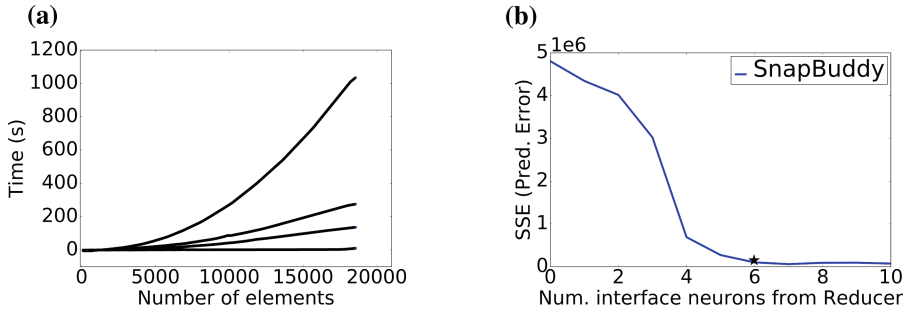 (a)
1200
1000
800
600
400
200
0
Time (s)
0 5000 10000 15000 20000
Number of elements
(b)
1e6
5
4
3
2
1
0
SSE (Pred. Error)
SnapBuddy
0 2 4 6 8 10
Num. interface neurons from Reducer